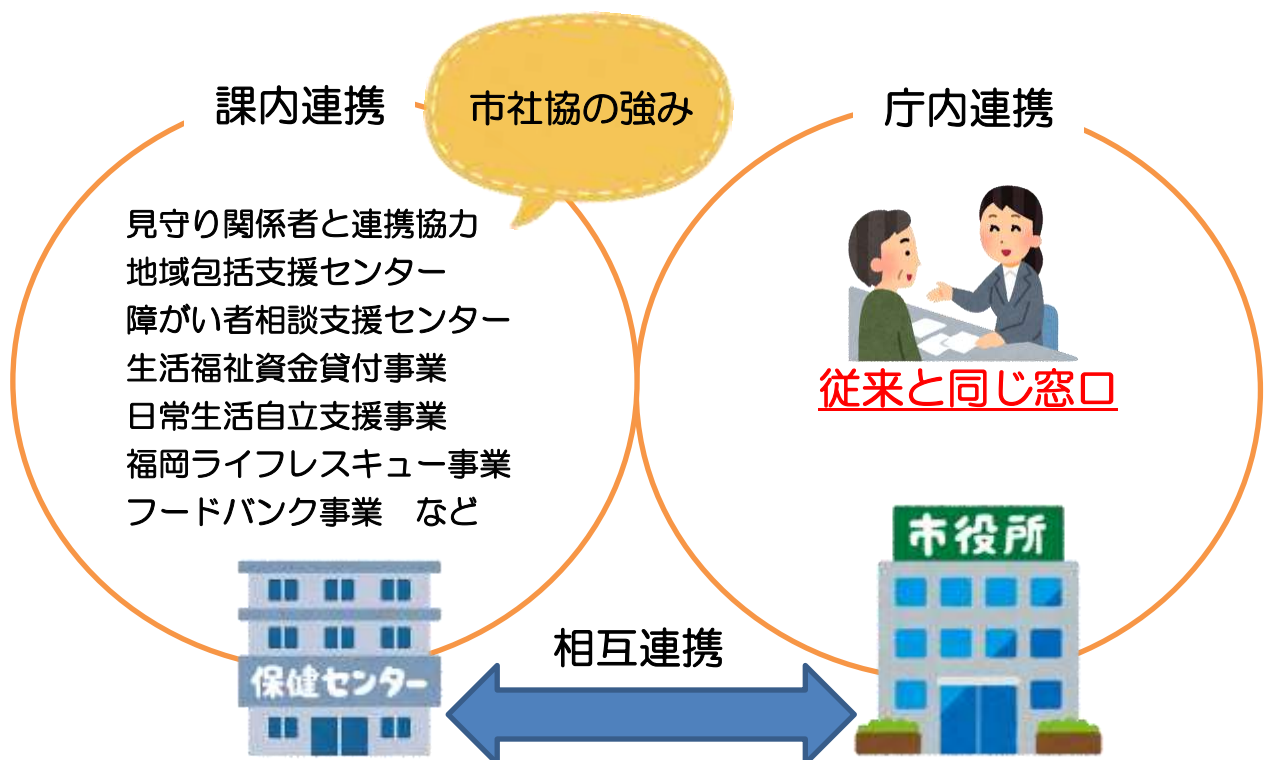 課内連携
市社協の強み
見守り関係者と連携協力
地域包括支援センター
障がい者相談支援センター
生活福祉資金貸付事業
日常生活自立支援事業
福岡ライフレスキュー事業
フードバンク事業　など
保健センター
庁内連携
従来と同じ窓口
市役所
相互連携